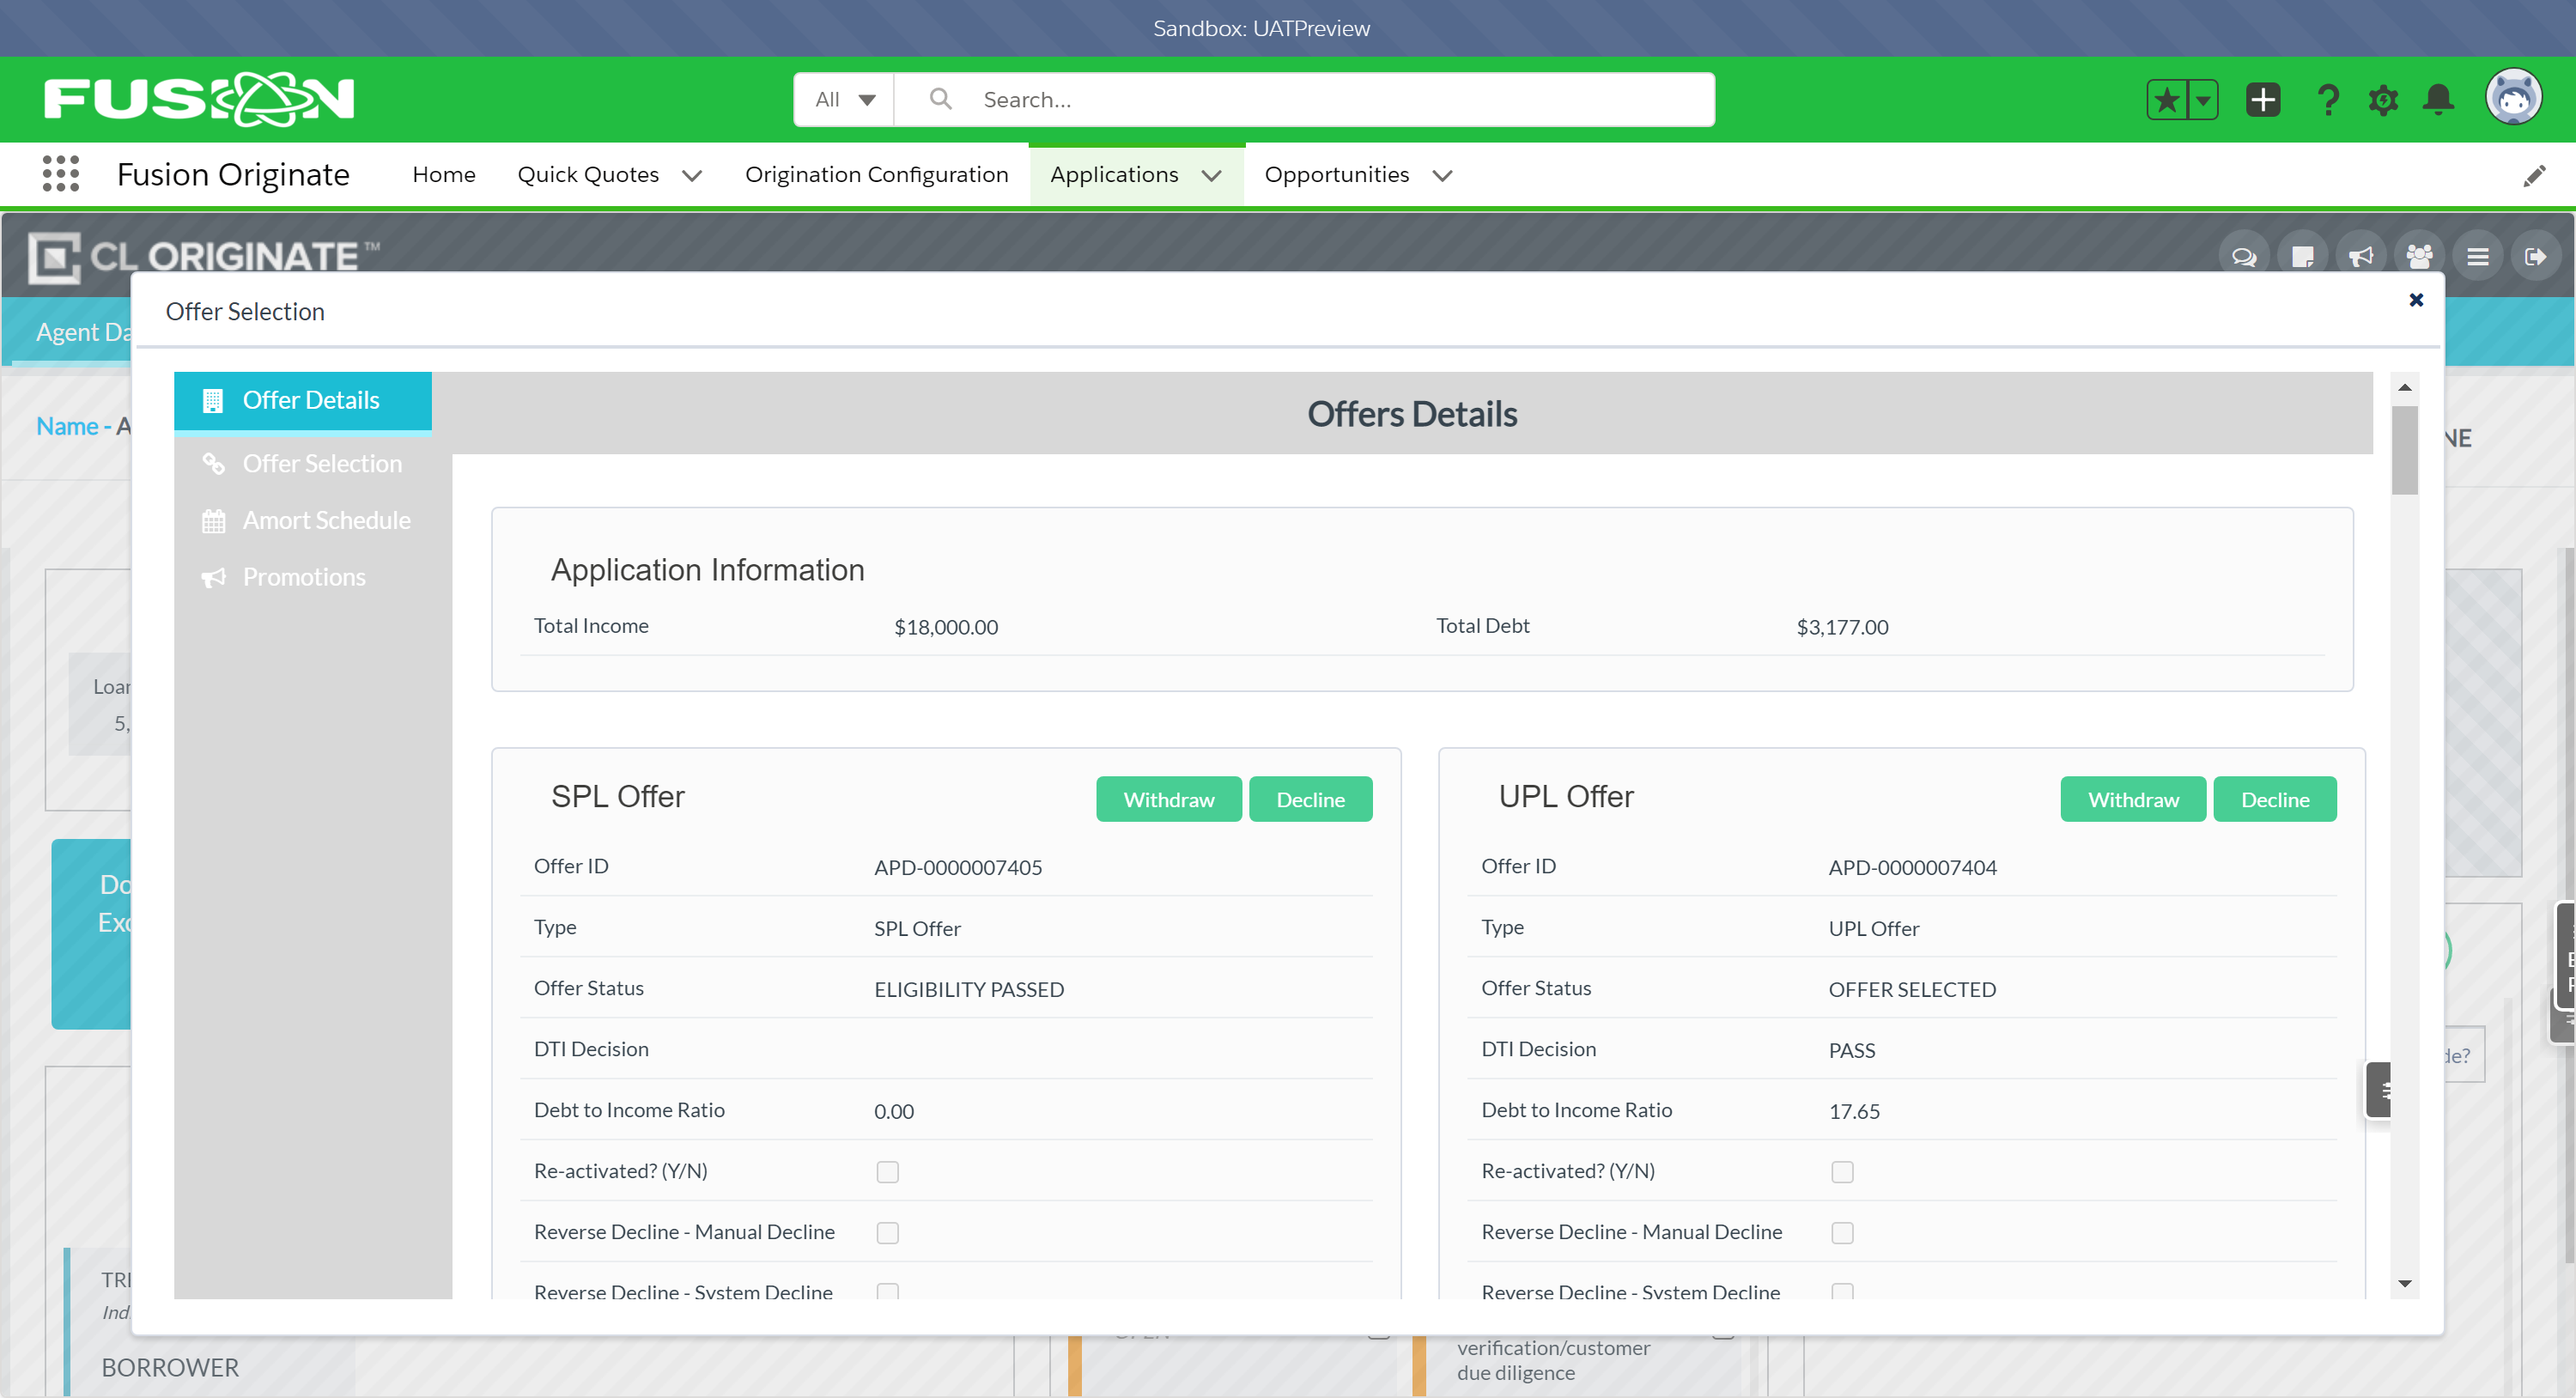 Sandbox: UATPreview
FUSION
All
Search...
Fusion Originate
Home
Quick Quotes
Origination Configuration
Applications
Opportunities
CL ORIGINATE™
Offer Selection
Agent Da
Name - A
NE
Offer Details
Offer Selection
Amort Schedule
Promotions
Offers Details
Application Information
Total Income $18,000.00 Total Debt $3,177.00
Loan
5,
Do
Exc
SPL Offer
Withdraw
Decline
Offer ID APD-0000007405
Type SPL Offer
Offer Status ELIGIBILITY PASSED
DTI Decision
Debt to Income Ratio 0.00
Re-activated? (Y/N)
Reverse Decline - Manual Decline
Reverse Decline - System Decline
UPL Offer
Withdraw
Decline
Offer ID APD-0000007404
Type UPL Offer
Offer Status OFFER SELECTED
DTI Decision PASS
Debt to Income Ratio 17.65
Re-activated? (Y/N)
Reverse Decline - Manual Decline
Reverse Decline - System Decline
de?
TRI
Ind
BORROWER
verification/customer
due diligence